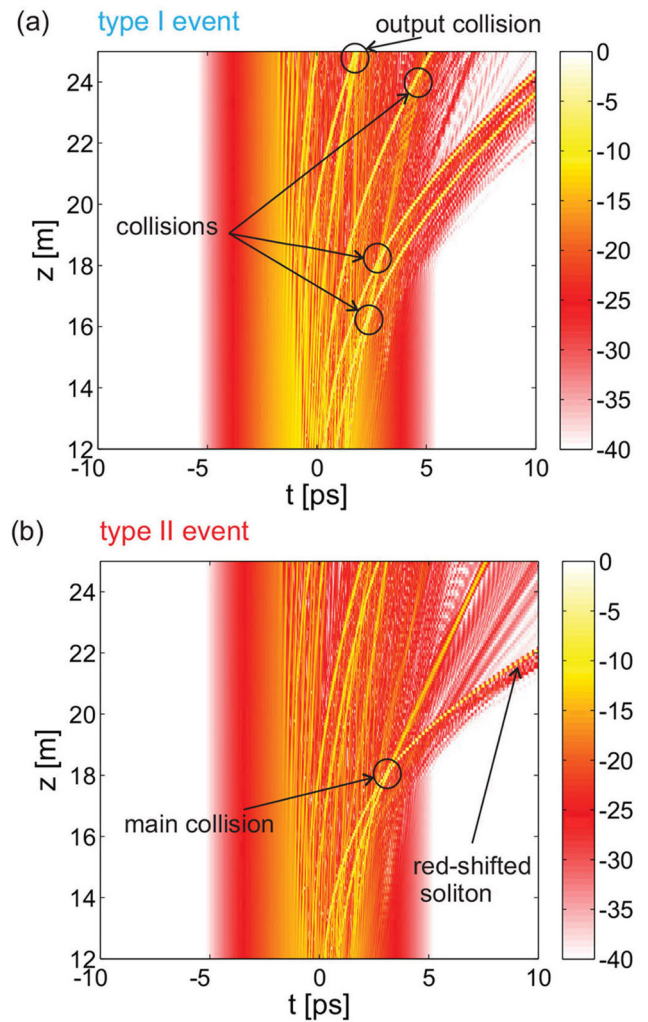 (a) type I event
output collision
24
22
20
18
16
14
12
z [m]
collisions
-10 -5 0 5 10
t [ps]
0
-5
-10
-15
-20
-25
-30
-35
-40
(b) type II event
24
22
20
18
16
14
12
z [m]
main collision
red-shifted
soliton
-10 -5 0 5 10
t [ps]
0
-5
-10
-15
-20
-25
-30
-35
-40